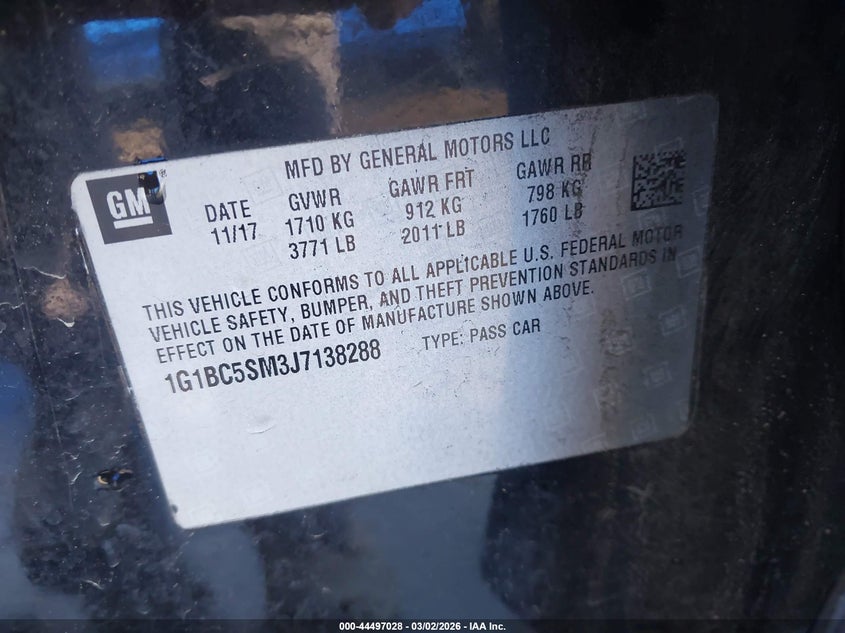 MFD BY GENERAL MOTORS LLC
GM
DATE
11/17
GVWR
1710 KG
3771 LB
GAWR FRT
912 KG
2011 LB
GAWR RR
798 KG
1760 LB
THIS VEHICLE CONFORMS TO ALL APPLICABLE U.S. FEDERAL MOTOR
VEHICLE SAFETY, BUMPER, AND THEFT PREVENTION STANDARDS IN
EFFECT ON THE DATE OF MANUFACTURE SHOWN ABOVE.
1G1BC5SM3J7138288 TYPE: PASS CAR
000-44497028 - 03/02/2026 - IAA Inc.